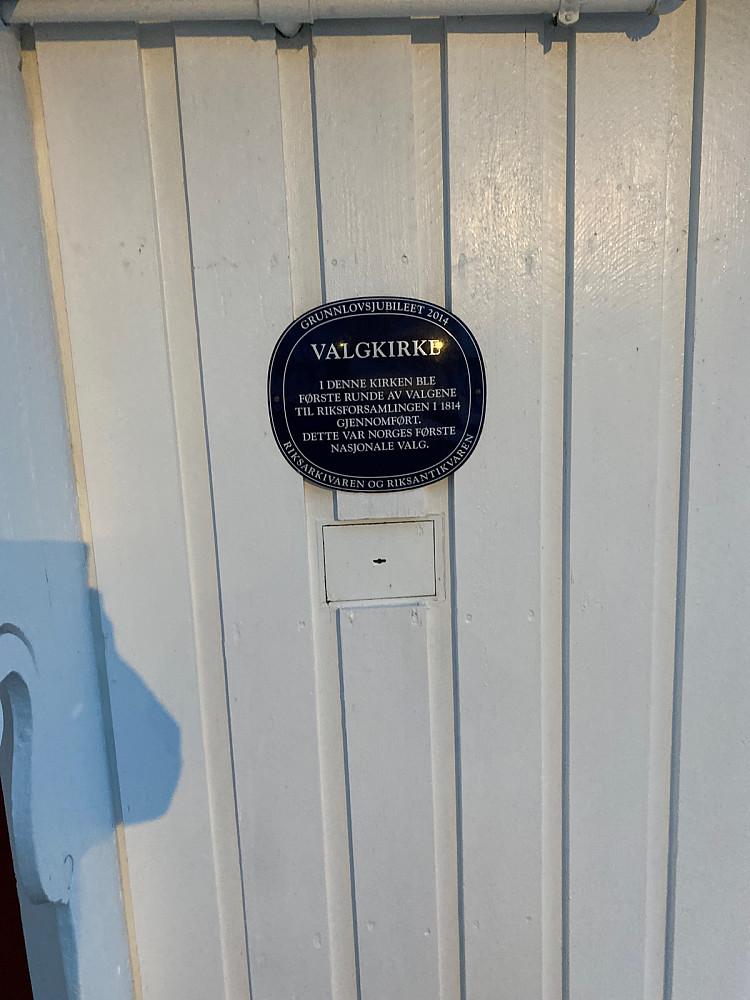 GRUNNLOVSJUBILEET 2014
VALGKIRKE
I DENNE KIRKEN BLE
FØRSTE RUNDE AV VALGENE
TIL RIKSFORSAMLINGEN I 1814
GJENNOMFØRT.
DETTE VAR NORGES FØRSTE
NASJONALE VALG.
RIKSARKIVAREN OG RIKSANTIKVAREN